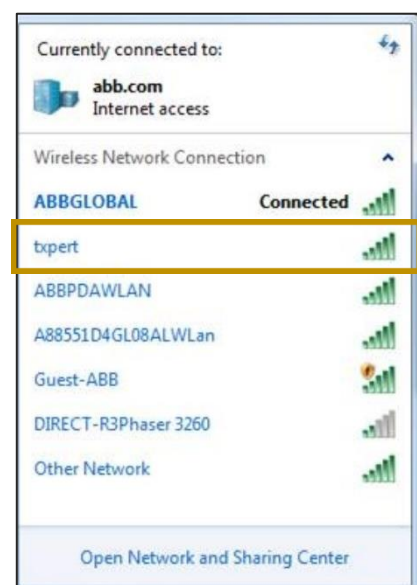 Currently connected to:
abb.com
Internet access
Wireless Network Connection
ABBGLOBAL Connected
txpert
ABBPDAWLAN
A88551D4GL08ALWLan
Guest-ABB
DIRECT-R3Phaser 3260
Other Network
Open Network and Sharing Center